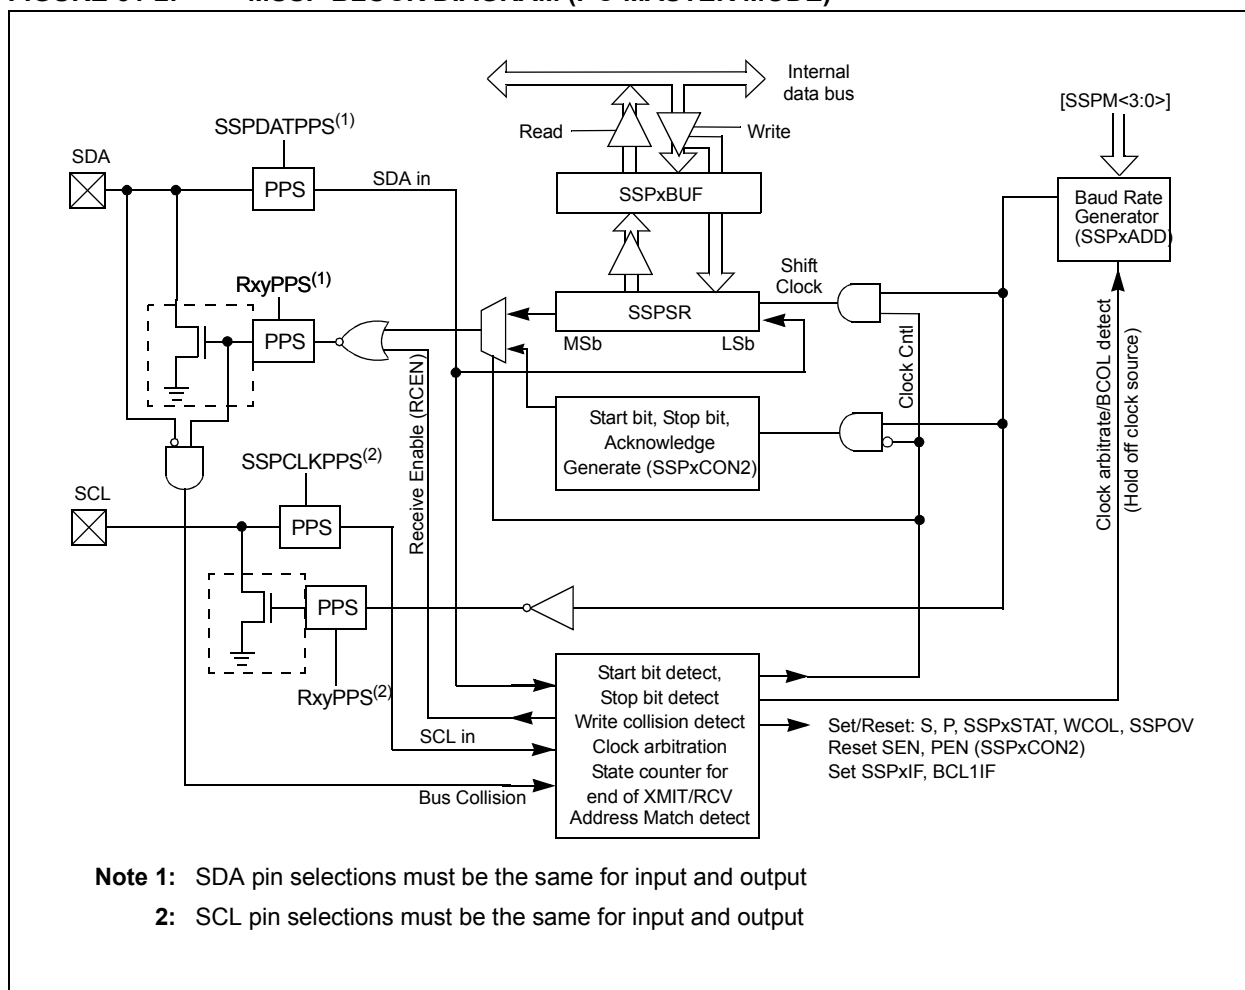 Internal
data bus
[SSPM<3:0>]
SSPDATPPS(1)
Read
Write
SDA
PPS
SDA in
SSPxBUF
Baud Rate
Generator
(SSPxADD)
RxyPPS(1)
Shift
Clock
PPS
SSPSR
MSb
LSb
Receive Enable (RCEN)
Clock Cntl
Clock arbitrate/BCOL detect
(Hold off clock source)
Start bit, Stop bit,
Acknowledge
Generate (SSPxCON2)
SSPCLKPPS(2)
SCL
PPS
PPS
RxyPPS(2)
SCL in
Bus Collision
Start bit detect,
Stop bit detect
Write collision detect
Clock arbitration
State counter for
end of XMIT/RCV
Address Match detect
Set/Reset: S, P, SSPxSTAT, WCOL, SSPOV
Reset SEN, PEN (SSPxCON2)
Set SSPxIF, BCL1IF
Note 1: SDA pin selections must be the same for input and output
2: SCL pin selections must be the same for input and output